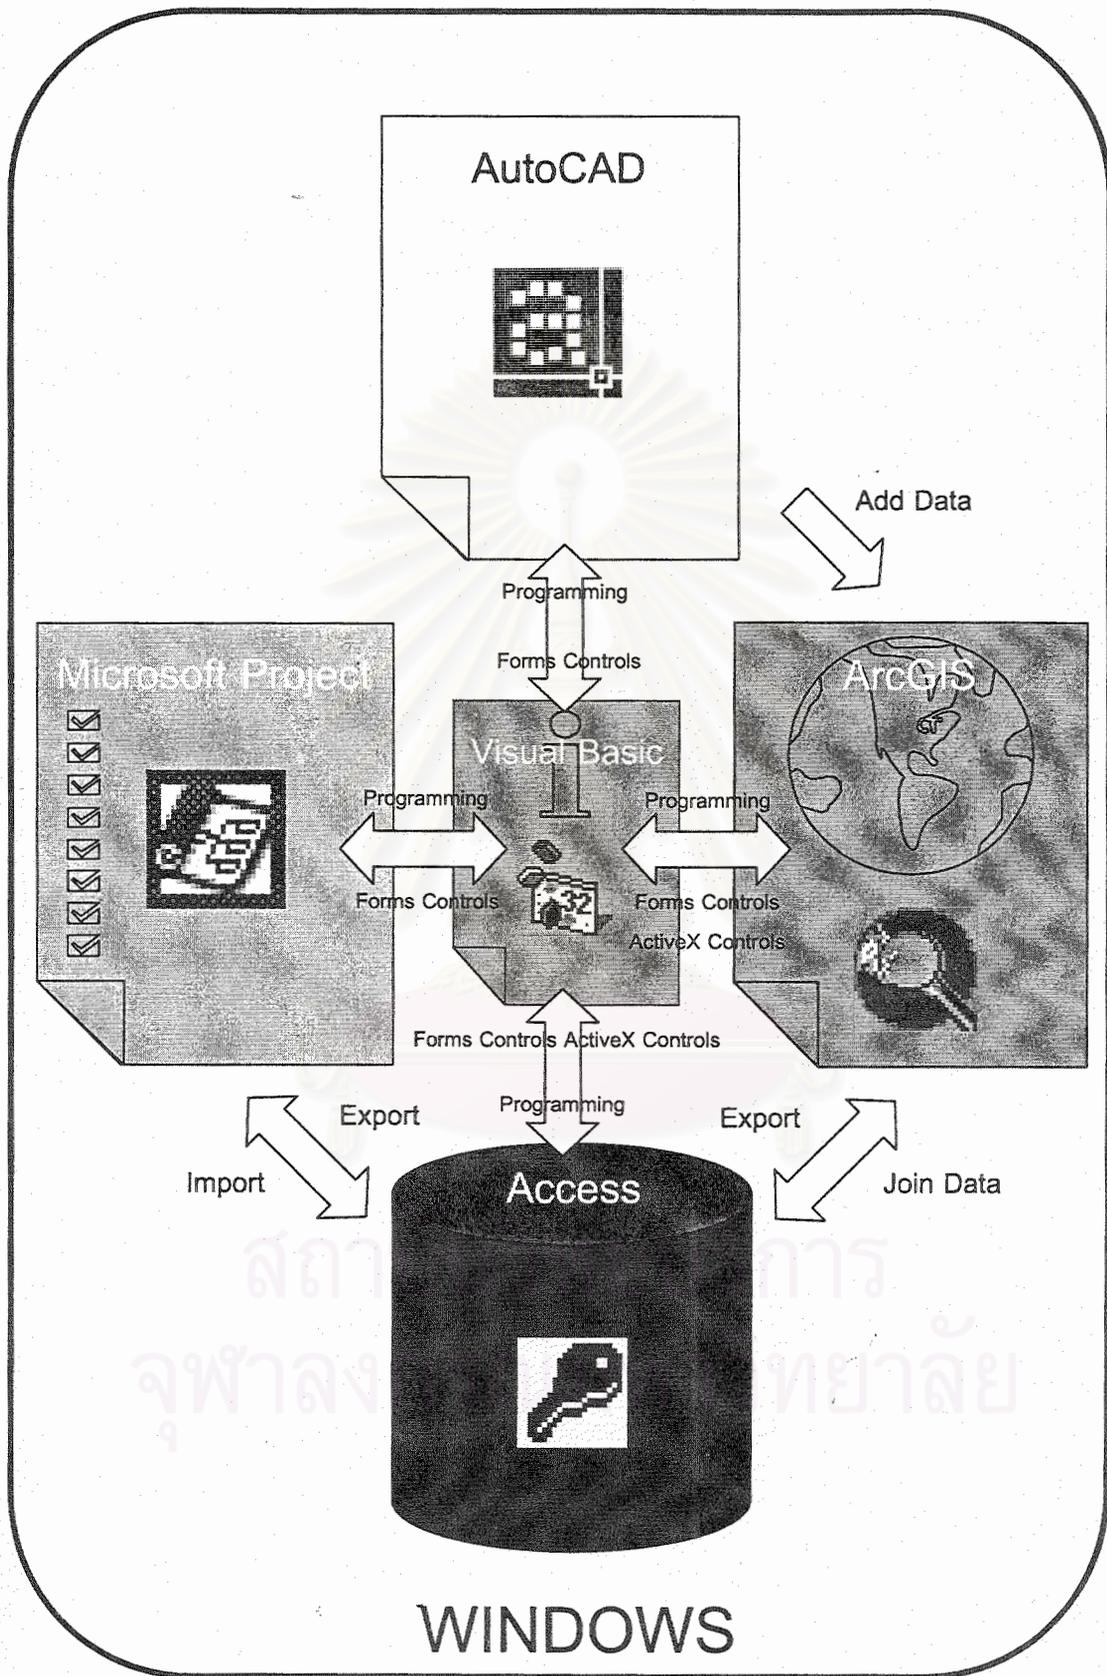 AutoCAD
Add Data
Programming
Forms Controls
Microsoft Project
ArcGIS
Visual Basic
Programming
Programming
32
Forms Controls
Forms Controls
ActiveX Controls
Forms Controls ActiveX Controls
Programming
Export
Export
Import
Join Data
Access
WINDOWS